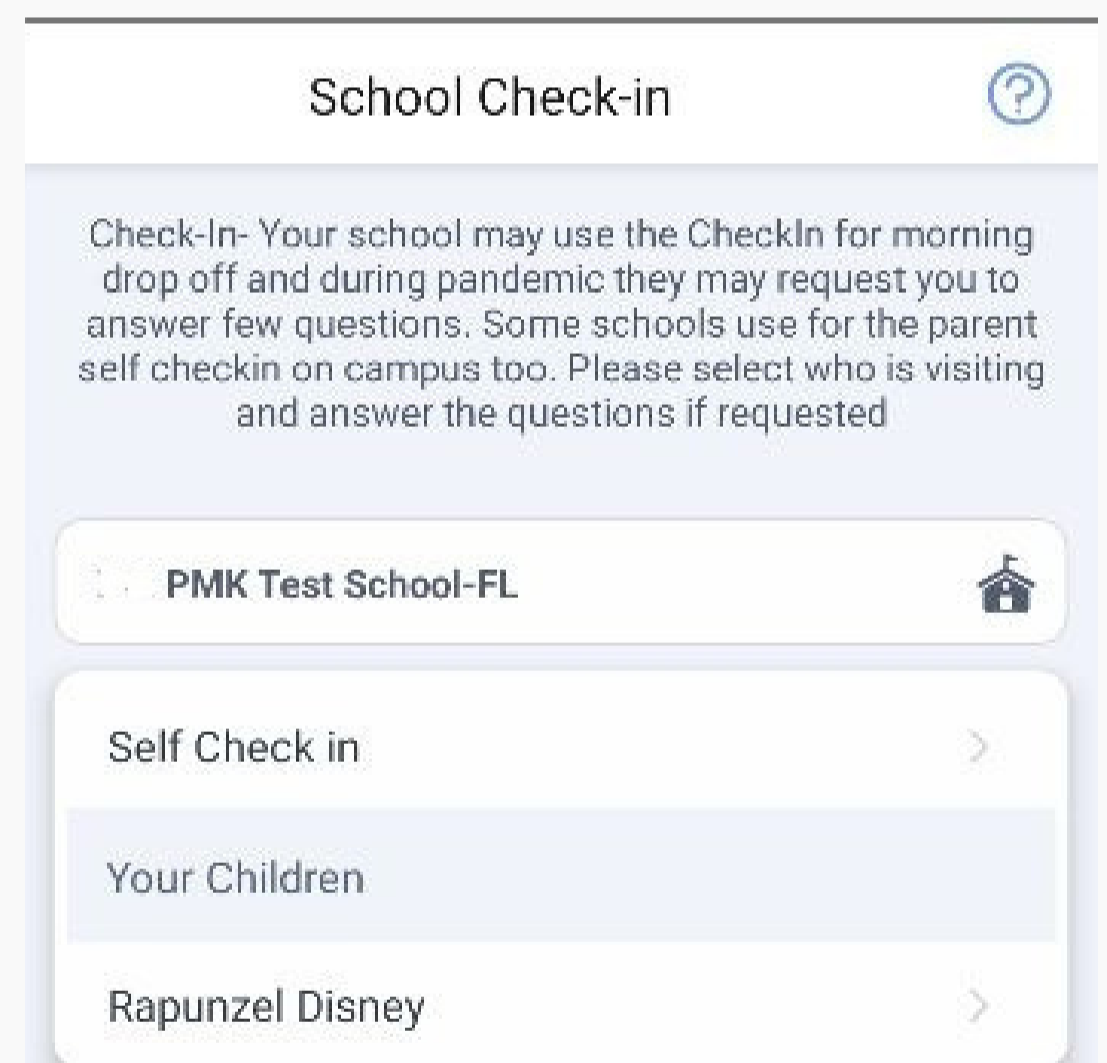 School Check-in
Check-In- Your school may use the CheckIn for morning
drop off and during pandemic they may request you to
answer few questions. Some schools use for the parent
self checkin on campus too. Please select who is visiting
and answer the questions if requested
PMK Test School-FL
Self Check in
Your Children
Rapunzel Disney